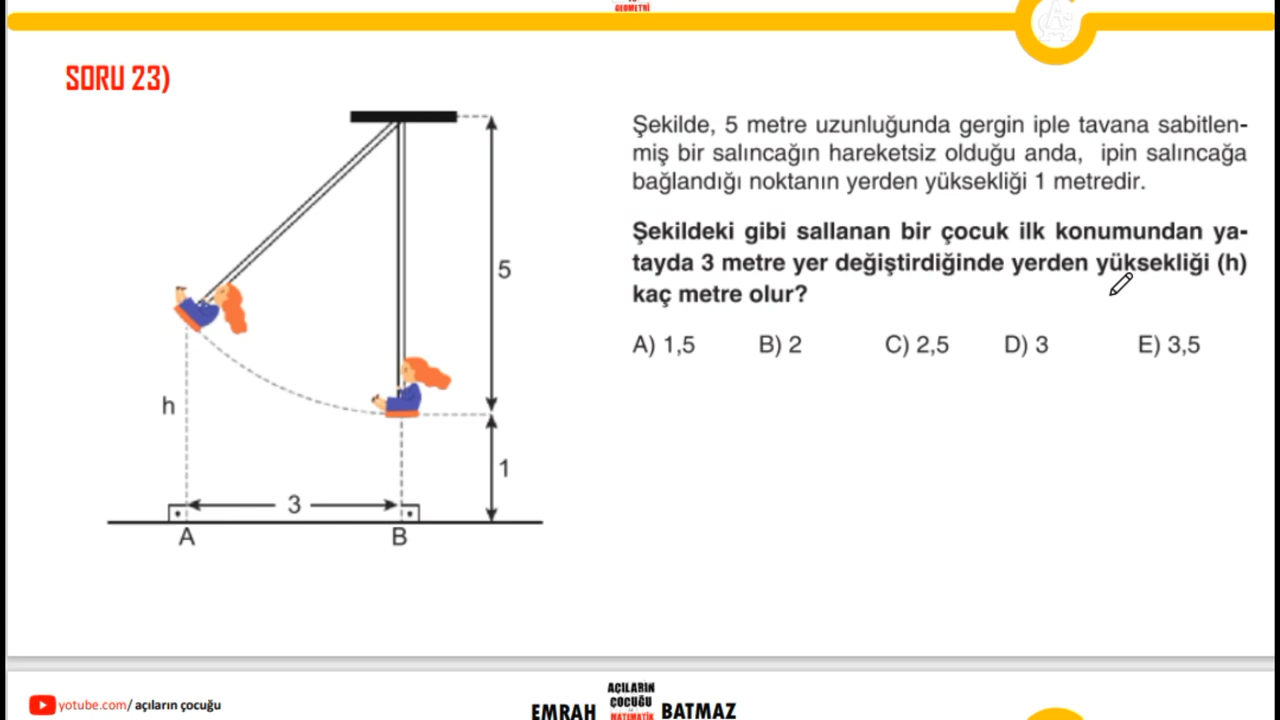 GEOMETRİ
SORU 23)
Şekilde, 5 metre uzunluğunda gergin iple tavana sabitlen-
miş bir salıncağın hareketsiz olduğu anda, ipin salıncağa
bağlandığı noktanın yerden yüksekliği 1 metredir.
Şekildeki gibi sallanan bir çocuk ilk konumundan ya-
tayda 3 metre yer değiştirdiğinde yerden yüksekliği (h)
kaç metre olur?
A) 1,5 B) 2 C) 2,5 D) 3 E) 3,5
5
h
1
3
A B
yotube.com/ açıların çocuğu
EMRAH
AÇILARIN
ÇOCUĞU
MATEMATİK
BATMAZ